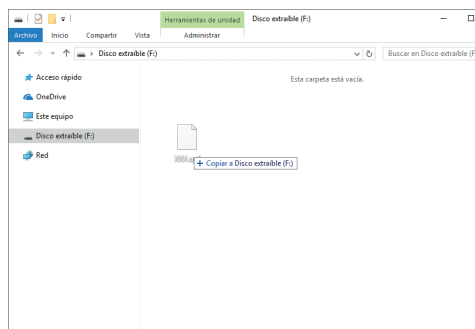 Herramientas de unidad Disco extraíble (F:)
Archivo Inicio Compartir Vista Administrar
Disco extraíble (F:) Buscar en Disco extraíble (F
Acceso rápido
Esta carpeta está vacía.
OneDrive
Este equipo
Disco extraíble (F:)
Red
Copiar a Disco extraíble (F:)